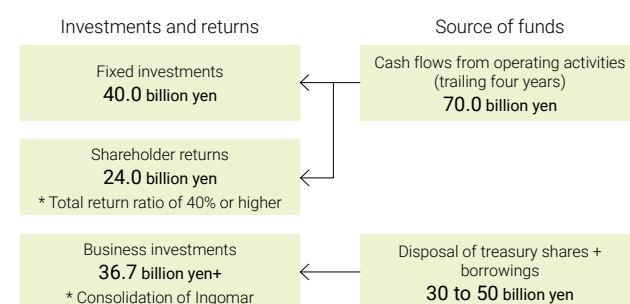 Investments and returns
Source of funds
Fixed investments
40.0 billion yen
Cash flows from operating activities
(trailing four years)
70.0 billion yen
Shareholder returns
24.0 billion yen
* Total return ratio of 40% or higher
Business investments
36.7 billion yen+
* Consolidation of Ingomar
Disposal of treasury shares +
borrowings
30 to 50 billion yen